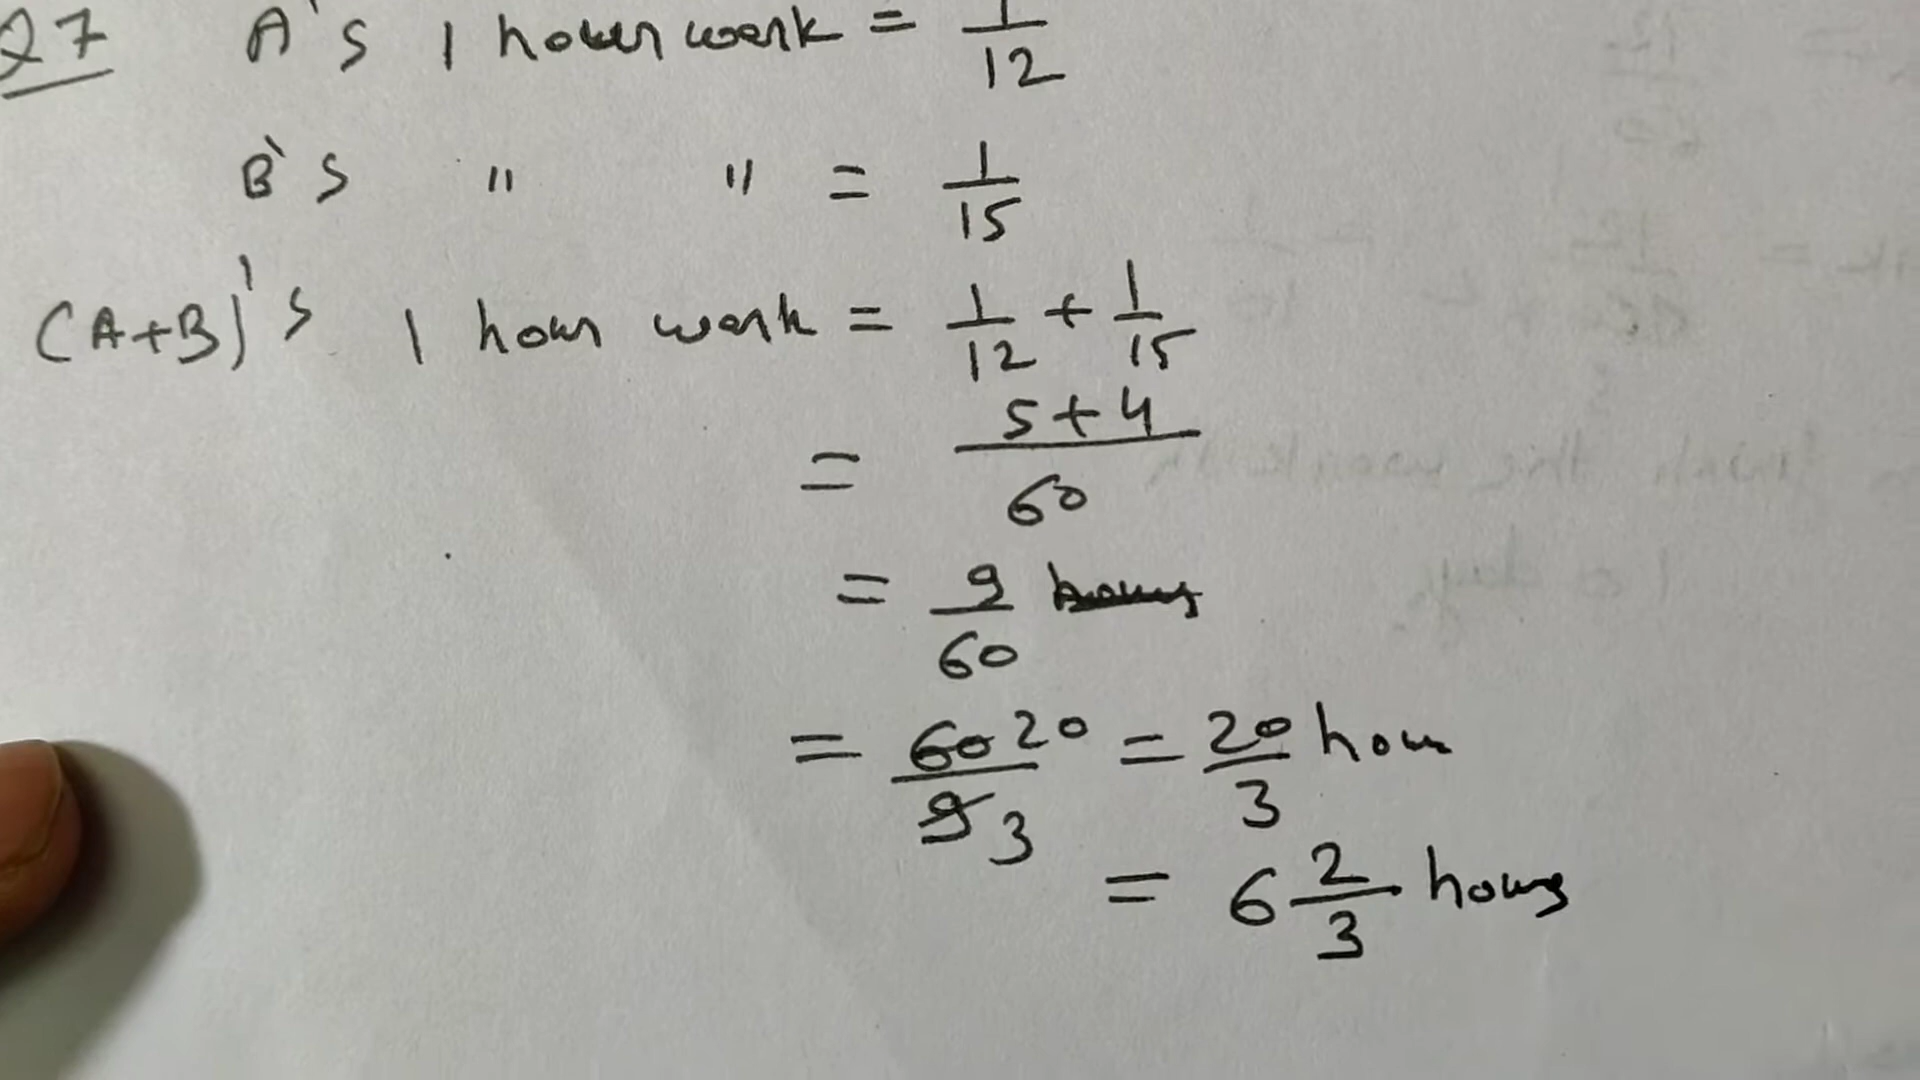 Q7 A's 1 hour work = 1/12
B's " " = 1/15
(A+B)'s 1 hour work = 1/12 + 1/15
= 5+4/60
= 9/60
= 60 20/9 3 = 20/3 hour
= 6 2/3 hours